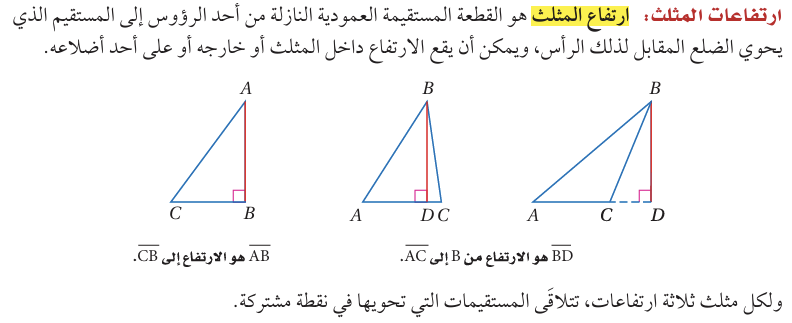 ارتفاعات المثلث: ارتفاع المثلث هو القطعة المستقيمة العمودية النازلة من أحد الرؤوس إلى المستقيم الذي
يحوي الضلع المقابل لذلك الرأس، ويمكن أن يقع الارتفاع داخل المثلث أو خارجه أو على أحد أضلاعه.
B
A C D
B
A D C
A
C B
BD هو الارتفاع من B إلى AC.
AB هو الارتفاع إلى CB.
ولكل مثلث ثلاثة ارتفاعات، تتلاقَى المستقيمات التي تحويها في نقطة مشتركة.